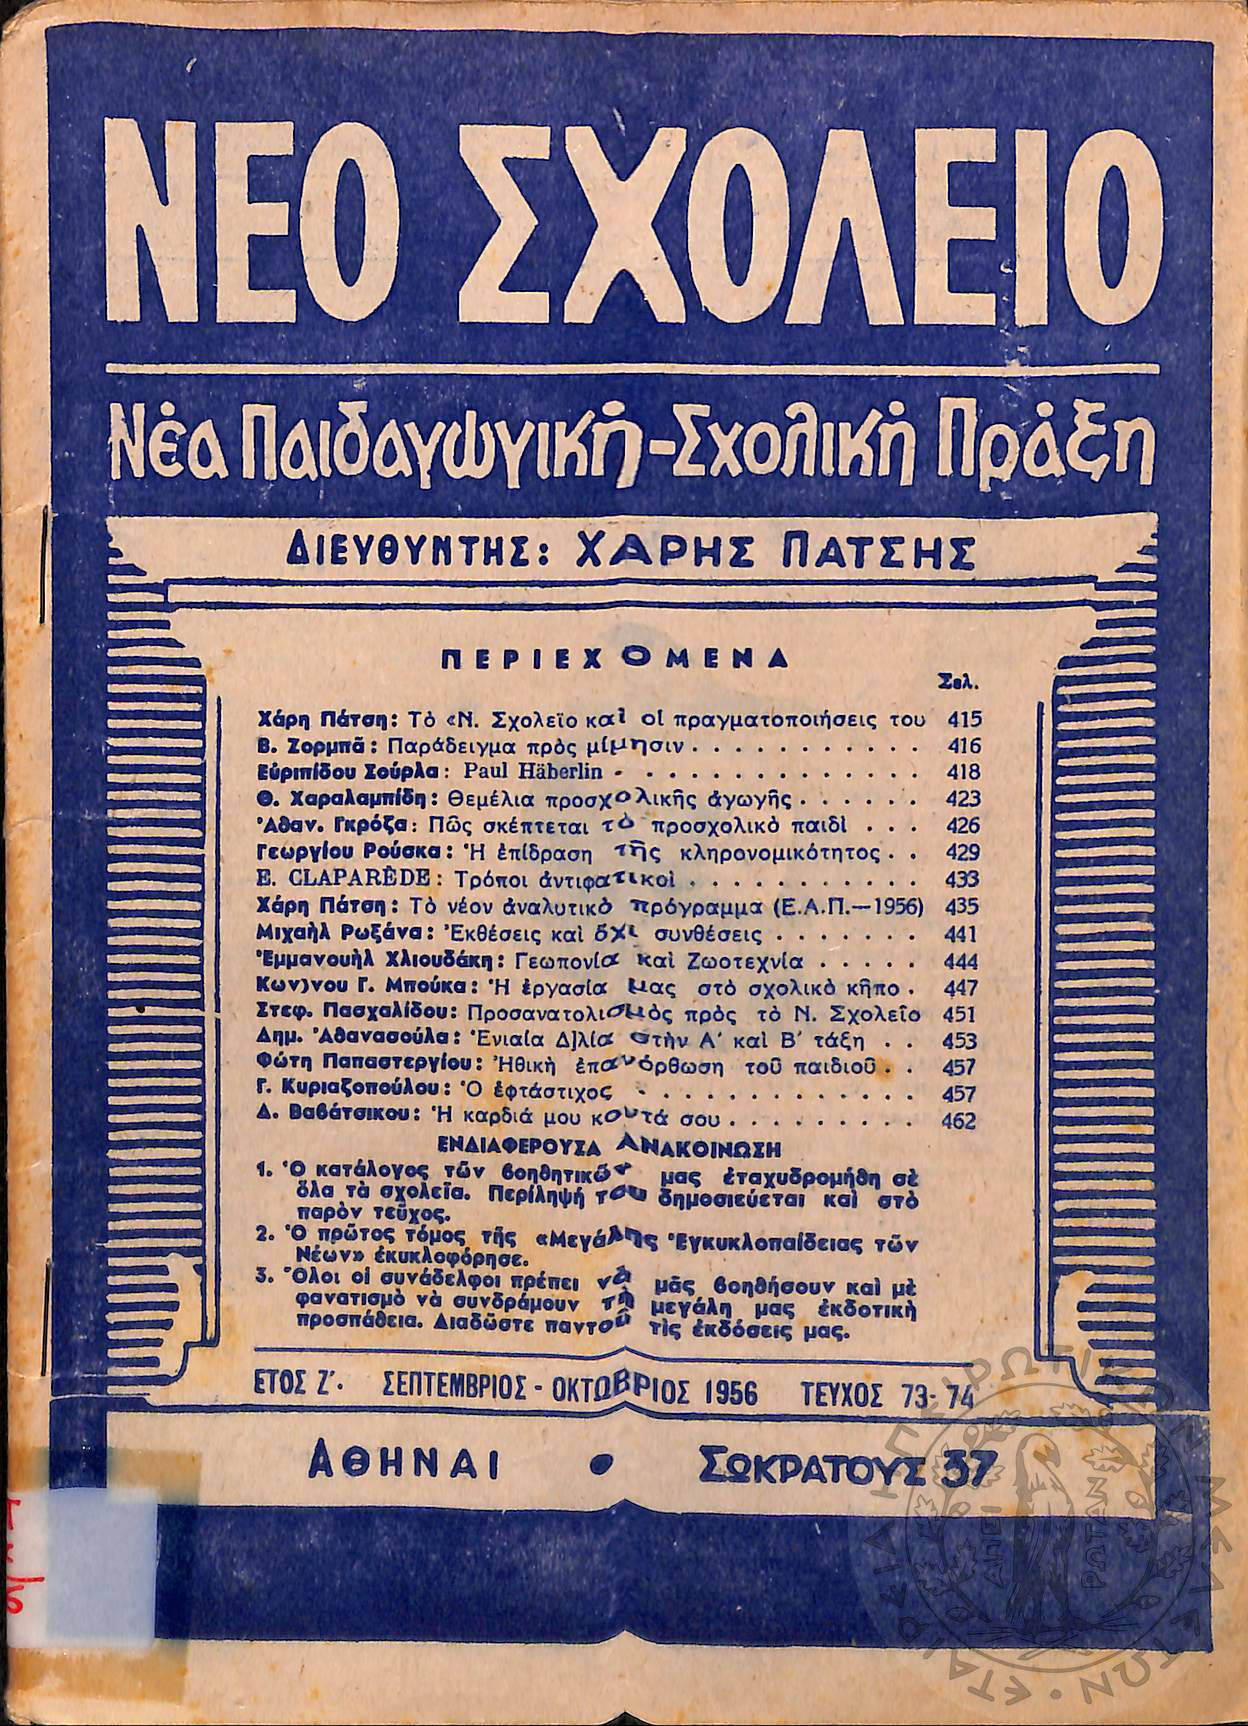 ΝΕΟ ΣΧΟΛΕΙΟ
Νέα Παιδαγωγική-Σχολική Πράξη
ΔΙΕΥΘΥΝΤΗΣ: ΧΑΡΗΣ ΠΑΤΣΗΣ
ΠΕΡΙΕΧΟΜΕΝΑ
Σελ.
Χάρη Πάτση: Τὸ «Ν. Σχολεῖο καὶ οἱ πραγματοποιήσεις του 415
Β. Ζορμπᾶ: Παράδειγμα πρὸς μίμησιν . . . . . . . . . . . 416
Εὐριπίδου Σούρλα: Paul Häberlin . . . . . . . . . . . . . 418
Θ. Χαραλαμπίδη: Θεμέλια προσχολικῆς ἀγωγῆς . . . . . . 423
Ἀθαν. Γκρόζα: Πῶς σκέπτεται τὸ προσχολικὸ παιδὶ . . . 426
Γεωργίου Ρούσκα: Ἡ ἐπίδραση τῆς κληρονομικότητος . . 429
E. CLAPARÈDE: Τρόποι ἀντιφατικοὶ . . . . . . . . . . . 433
Χάρη Πάτση: Τὸ νέον ἀναλυτικὸ πρόγραμμα (Ε.Α.Π.—1956) 435
Μιχαὴλ Ρωξάνα: Ἐκθέσεις καὶ ὄχι συνθέσεις . . . . . . . 441
Ἐμμανουὴλ Χλιουδάκη: Γεωπονία καὶ Ζωοτεχνία . . . . . 444
Κων)νου Γ. Μπούκα: Ἡ ἐργασία μας στὸ σχολικὸ κῆπο . 447
Στεφ. Πασχαλίδου: Προσανατολισμὸς πρὸς τὸ Ν. Σχολεῖο 451
Δημ. Ἀθανασούλα: Ἑνιαία Δ]λία στὴν Α΄ καὶ Β΄ τάξη . . 453
Φώτη Παπαστεργίου: Ἠθικὴ ἐπανόρθωση τοῦ παιδιοῦ . . 457
Γ. Κυριαζοπούλου: Ὁ ἐφτάστιχος . . . . . . . . . . . . . 457
Δ. Βαβάτσικου: Ἡ καρδιά μου κοντά σου . . . . . . . . . 462
ΕΝΔΙΑΦΕΡΟΥΣΑ ΑΝΑΚΟΙΝΩΣΗ
1. Ὁ κατάλογος τῶν βοηθητικῶν μας ἐταχυδρομήθη σὲ
ὅλα τὰ σχολεῖα. Περίληψή του δημοσιεύεται καὶ στὸ
παρὸν τεῦχος.
2. Ὁ πρῶτος τόμος τῆς «Μεγάλης Ἐγκυκλοπαίδειας τῶν
Νέων» ἐκυκλοφόρησε.
3. Ὅλοι οἱ συνάδελφοι πρέπει νὰ μᾶς βοηθήσουν καὶ μὲ
φανατισμὸ νὰ συνδράμουν τὴ μεγάλη μας ἐκδοτικὴ
προσπάθεια. Διαδῶστε παντοῦ τὶς ἐκδόσεις μας.
ΕΤΟΣ Ζ΄. ΣΕΠΤΕΜΒΡΙΟΣ - ΟΚΤΩΒΡΙΟΣ 1956 ΤΕΥΧΟΣ 73-74
ΑΘΗΝΑΙ • ΣΩΚΡΑΤΟΥΣ 37
ΕΤΑΙΡΕΙΑ ΗΠΕΙΡΩΤΙΚΩΝ ΜΕΛΕΤΩΝ
ΑΠΕΙ
ΡΩΤΑΝ